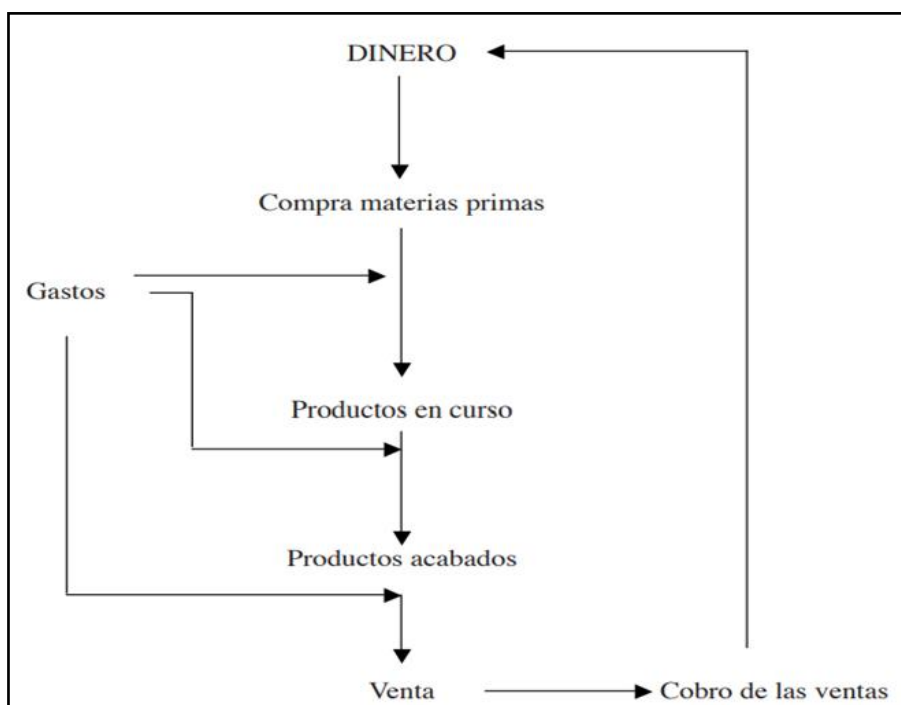 DINERO
Compra materias primas
Gastos
Productos en curso
Productos acabados
Venta
Cobro de las ventas